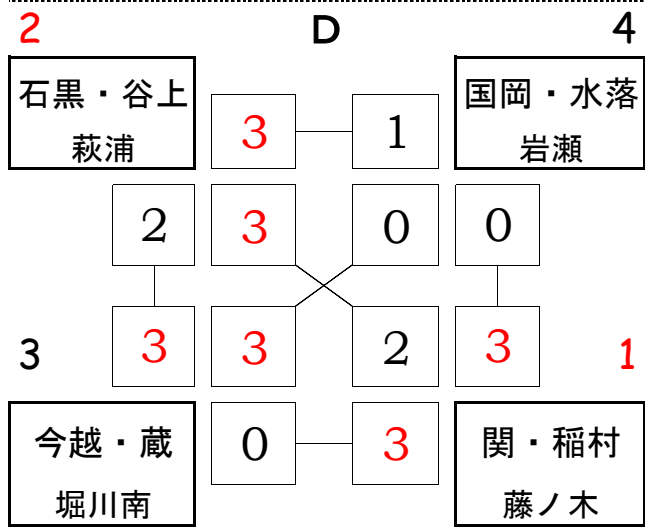 2 D 4
石黒・谷上 3 1 国岡・水落
萩浦 岩瀬
2 3 0 0
3 3 3 2 3 1
今越・蔵 0 3 関・稲村
堀川南 藤ノ木